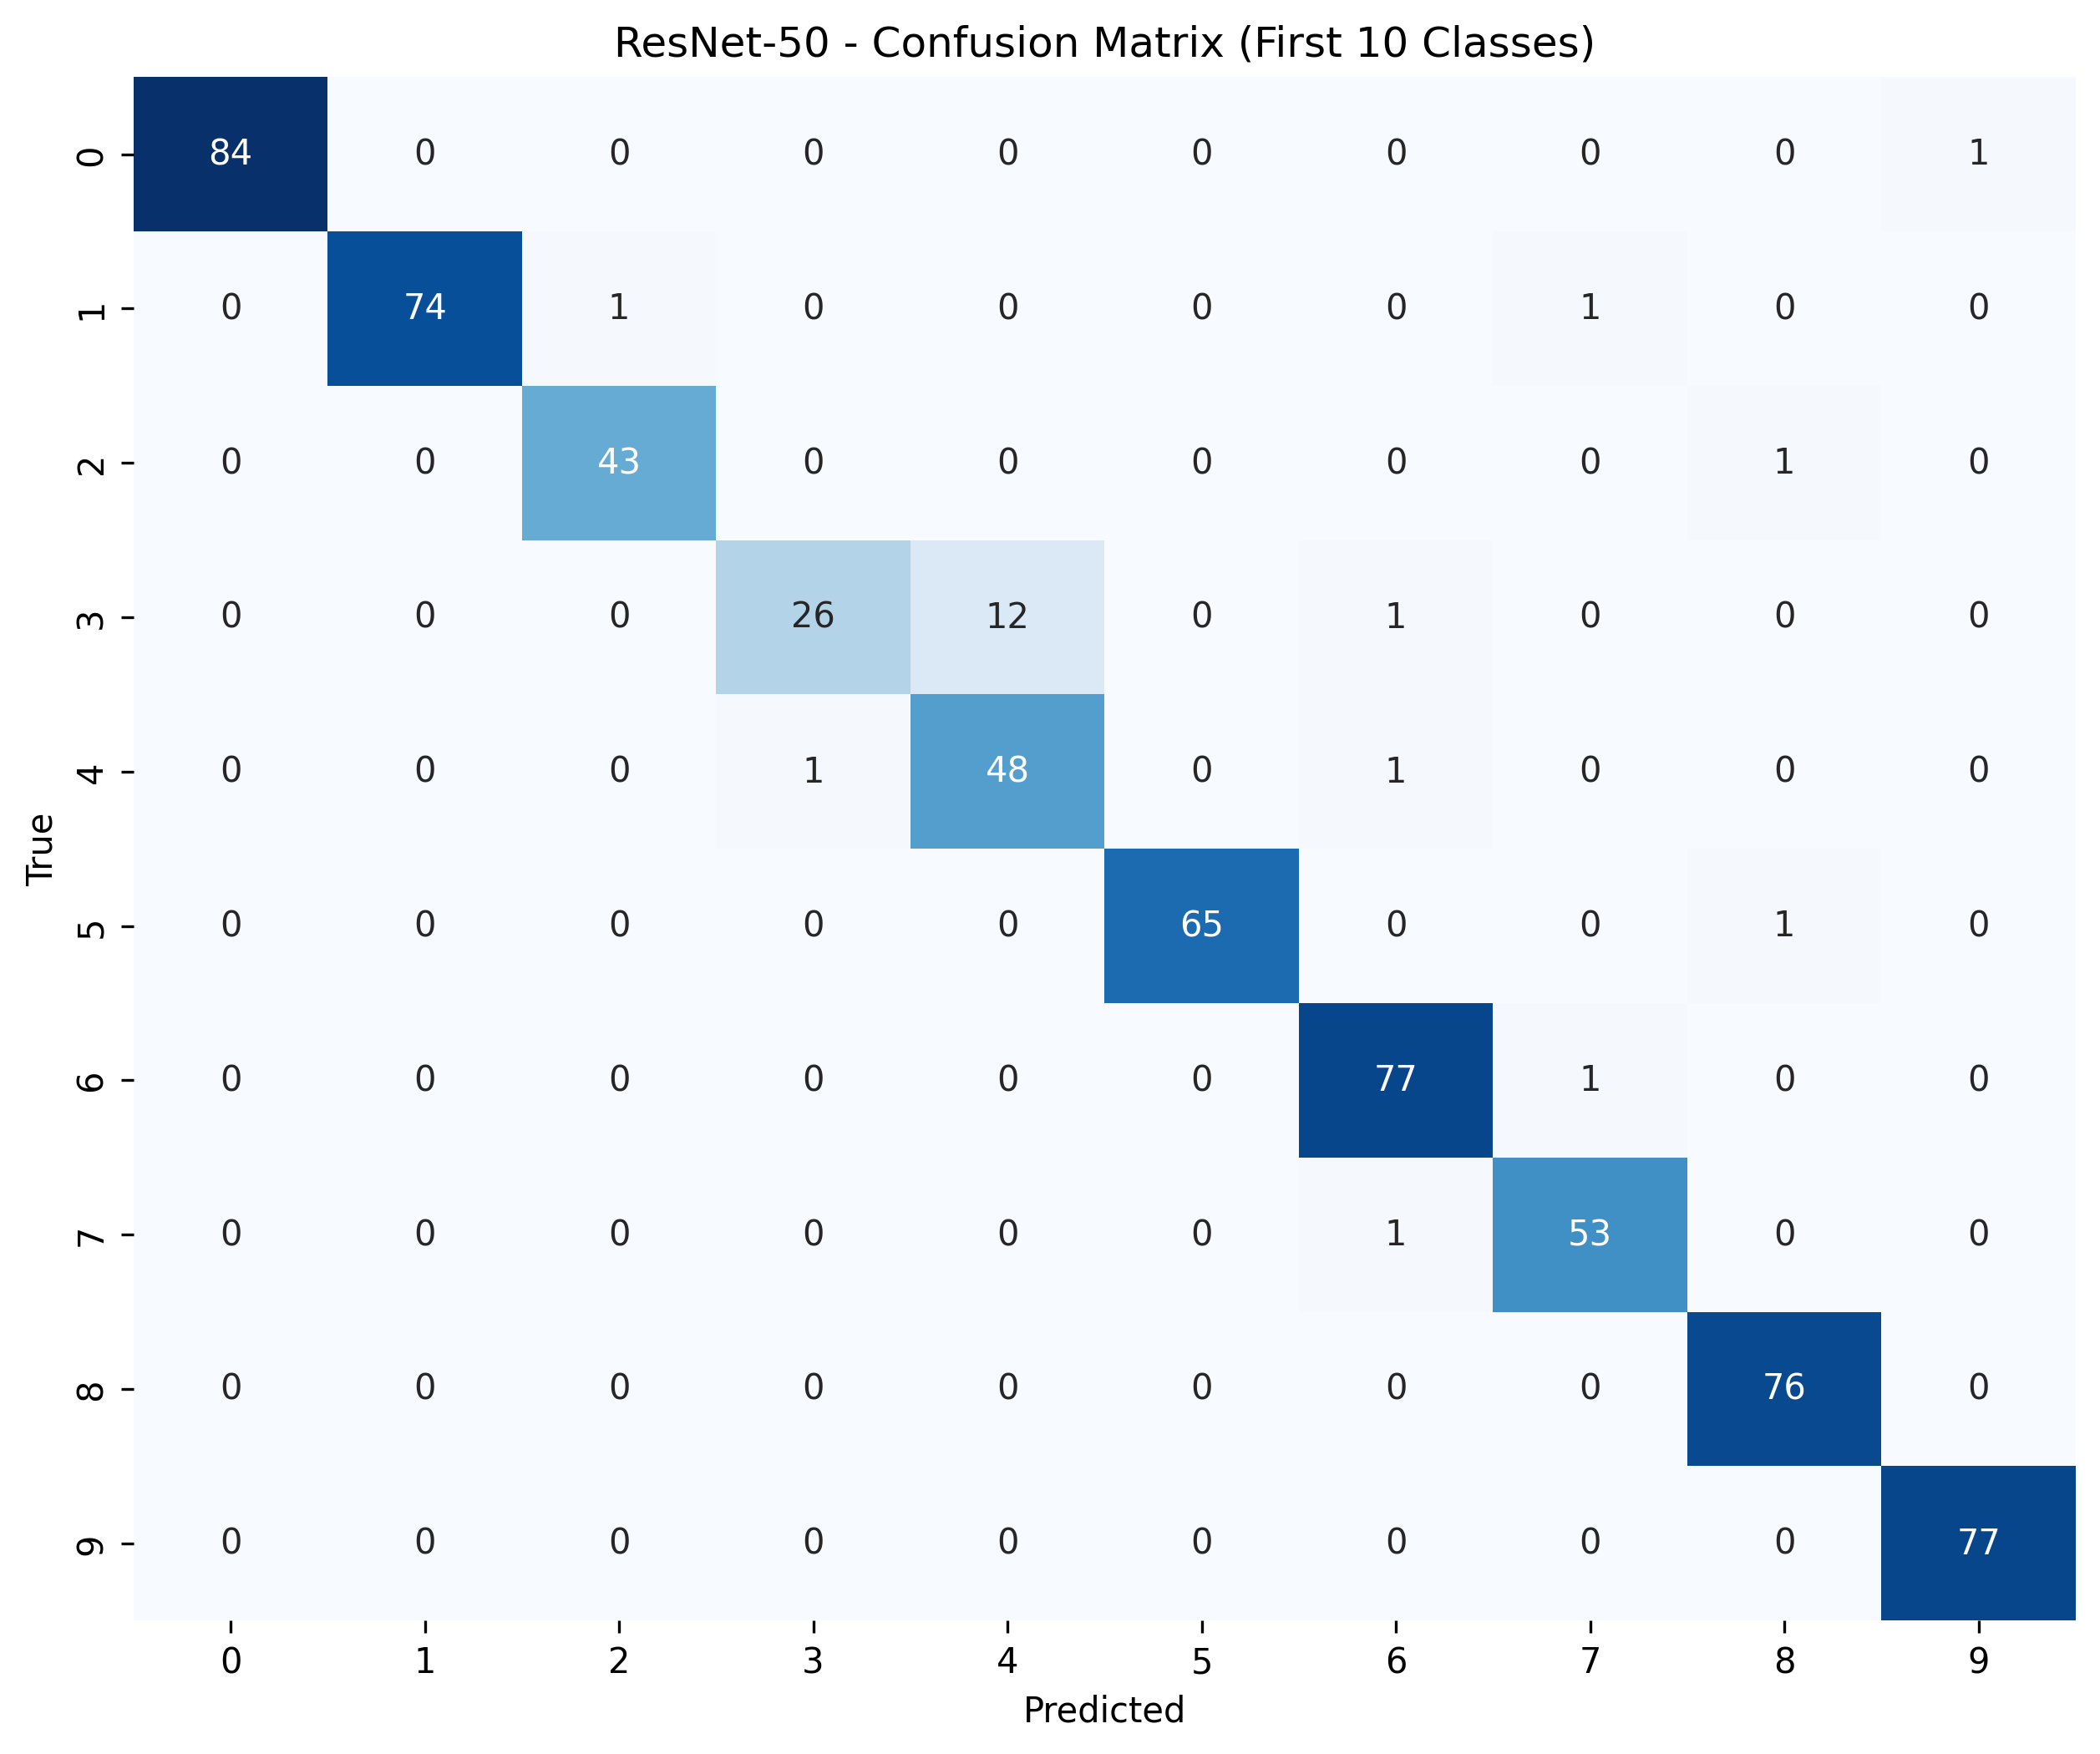 ResNet-50 - Confusion Matrix (First 10 Classes)
0 84 0 0 0 0 0 0 0 0 1
1 0 74 1 0 0 0 0 1 0 0
2 0 0 43 0 0 0 0 0 1 0
3 0 0 0 26 12 0 1 0 0 0
4 0 0 0 1 48 0 1 0 0 0
True
5 0 0 0 0 0 65 0 0 1 0
6 0 0 0 0 0 0 77 1 0 0
7 0 0 0 0 0 0 1 53 0 0
8 0 0 0 0 0 0 0 0 76 0
9 0 0 0 0 0 0 0 0 0 77
0 1 2 3 4 5 6 7 8 9
Predicted